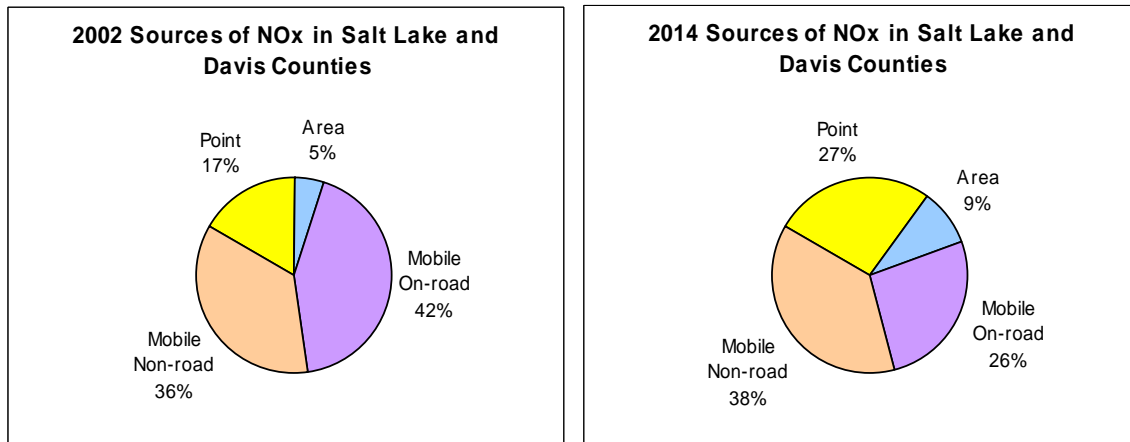 2002 Sources of NOx in Salt Lake and
Davis Counties
Point
17%
Area
5%
Mobile
On-road
42%
Mobile
Non-road
36%
2014 Sources of NOx in Salt Lake and
Davis Counties
Point
27%
Area
9%
Mobile
On-road
26%
Mobile
Non-road
38%